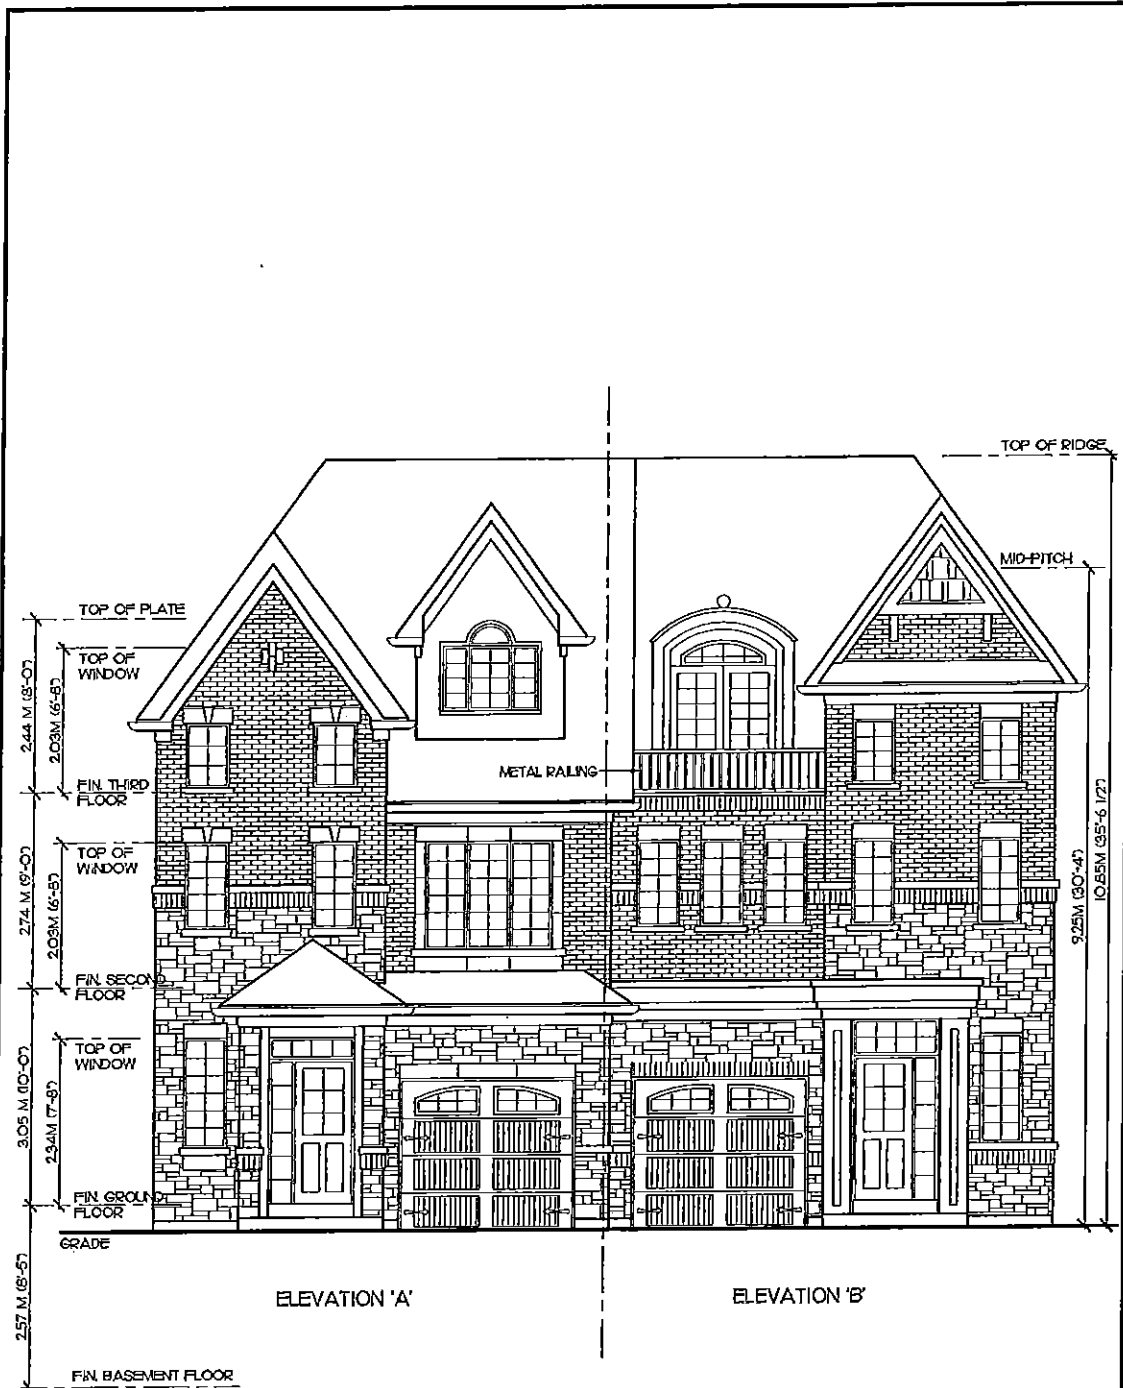 TOP OF RIDGE
MID-PITCH
TOP OF PLATE
TOP OF
WINDOW
2.44 M (8'-0")
2.03M (6'-8")
METAL RAILING
FIN. THIRD
FLOOR
TOP OF
WINDOW
2.74 M (9'-0")
2.03M (6'-8")
9.25M (30'-4")
10.85M (35'-6 1/2")
FIN. SECOND
FLOOR
TOP OF
WINDOW
3.05 M (10'-0")
2.34M (7'-8")
FIN. GROUND
FLOOR
GRADE
2.57 M (8'-5")
ELEVATION 'A'
ELEVATION 'B'
FIN. BASEMENT FLOOR